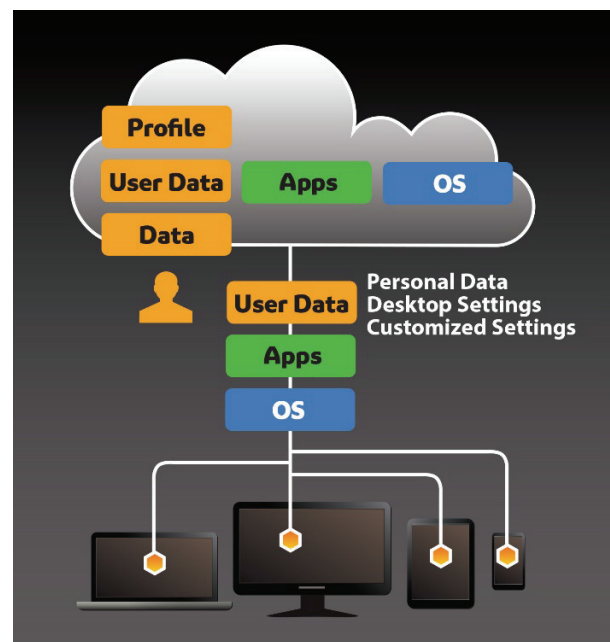 Profile
User Data
Apps
OS
Data
User Data
Personal Data
Desktop Settings
Customized Settings
Apps
OS